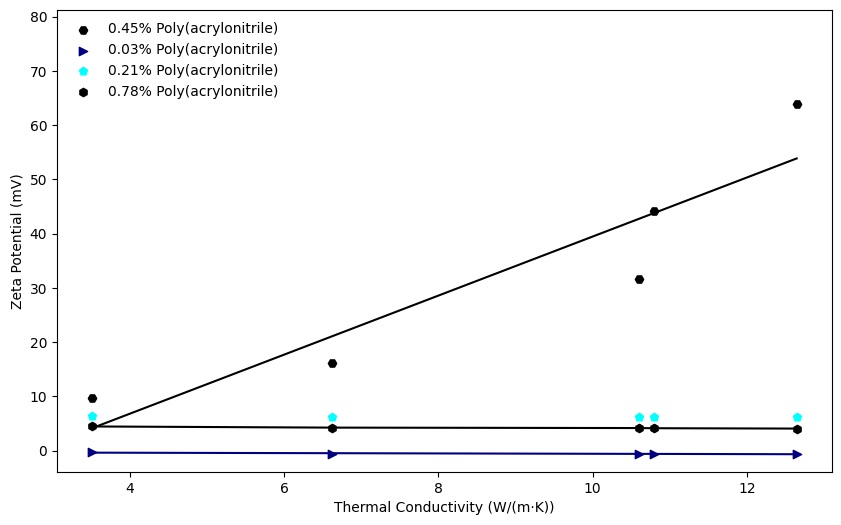 80
70
60
50
40
30
20
10
0
Zeta Potential (mV)
0.45% Poly(acrylonitrile)
0.03% Poly(acrylonitrile)
0.21% Poly(acrylonitrile)
0.78% Poly(acrylonitrile)
4 6 8 10 12
Thermal Conductivity (W/(m·K))